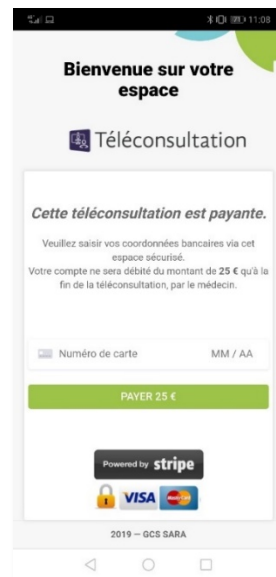 11:08
Bienvenue sur votre
espace
Téléconsultation
Cette téléconsultation est payante.
Veuillez saisir vos coordonnées bancaires via cet
espace sécurisé.
Votre compte ne sera débité du montant de 25 € qu'à la
fin de la téléconsultation, par le médecin.
Numéro de carte MM / AA
PAYER 25 €
Powered by stripe
VISA
2019 – GCS SARA